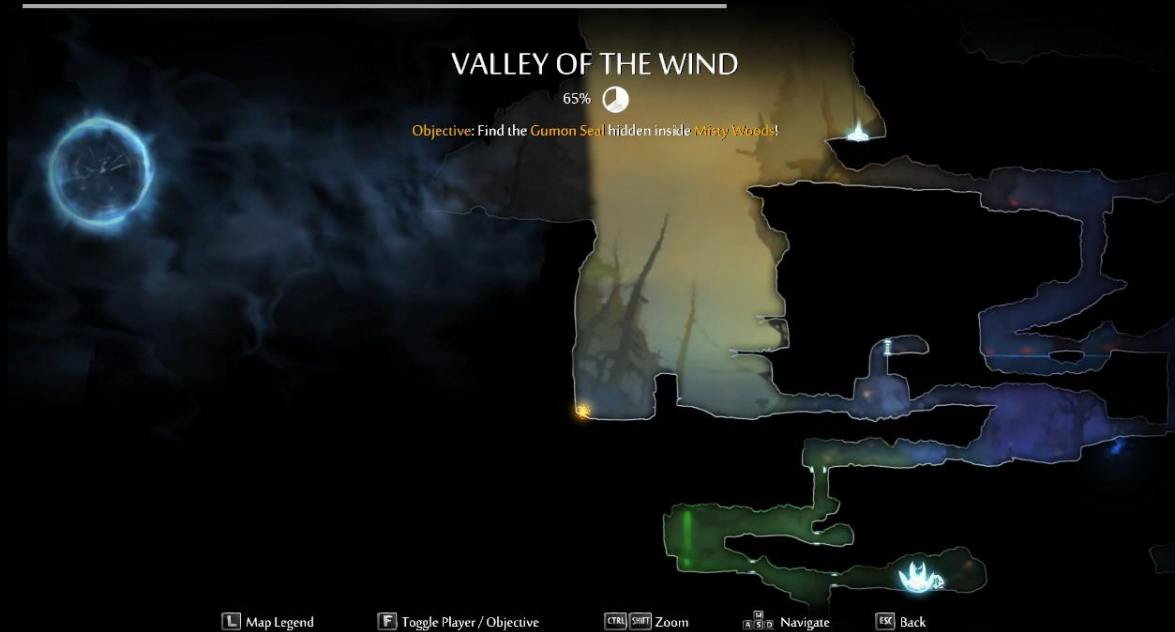 VALLEY OF THE WIND
65%
Objective: Find the Gumon Seal hidden inside Misty Woods!
L Map Legend F Toggle Player / Objective CTRL SHIFT Zoom W A S D Navigate ESC Back